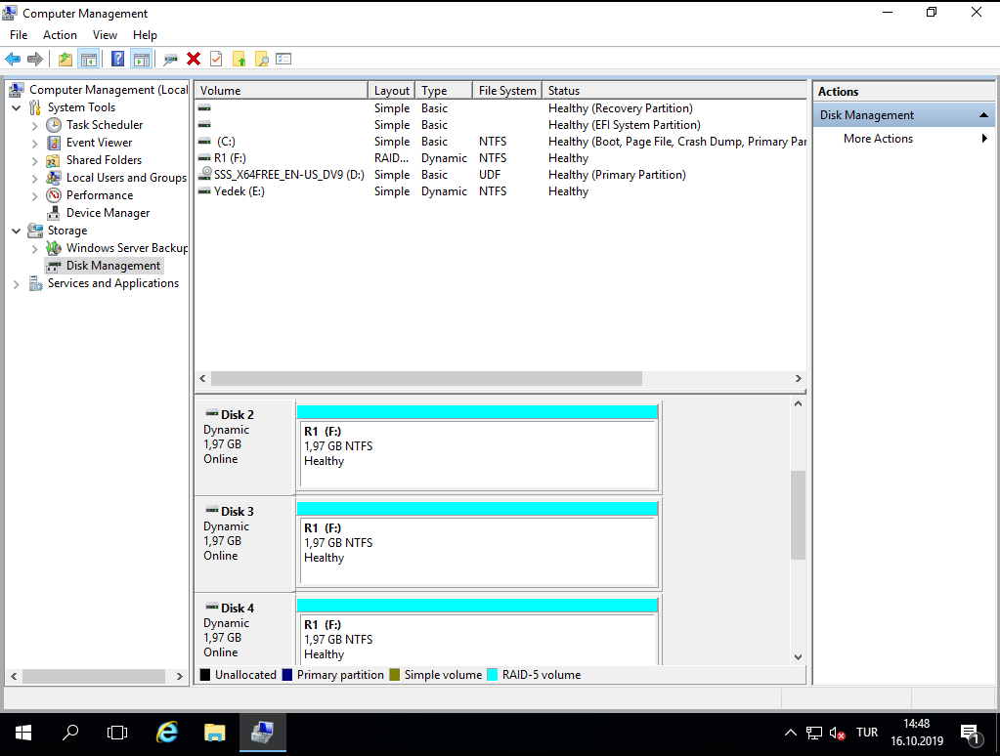 Computer Management
File Action View Help
Computer Management (Local
System Tools
Task Scheduler
Event Viewer
Shared Folders
Local Users and Groups
Performance
Device Manager
Storage
Windows Server Backup
Disk Management
Services and Applications
Volume Layout Type File System Status
Simple Basic Healthy (Recovery Partition)
Simple Basic Healthy (EFI System Partition)
(C:) Simple Basic NTFS Healthy (Boot, Page File, Crash Dump, Primary Par
R1 (F:) RAID... Dynamic NTFS Healthy
SSS_X64FREE_EN-US_DV9 (D:) Simple Basic UDF Healthy (Primary Partition)
Yedek (E:) Simple Dynamic NTFS Healthy
Disk 2
Dynamic
1,97 GB
Online
R1 (F:)
1,97 GB NTFS
Healthy
Disk 3
Dynamic
1,97 GB
Online
R1 (F:)
1,97 GB NTFS
Healthy
Disk 4
Dynamic
1,97 GB
Online
R1 (F:)
1,97 GB NTFS
Healthy
Unallocated Primary partition Simple volume RAID-5 volume
Actions
Disk Management
More Actions
TUR
14:48
16.10.2019
1